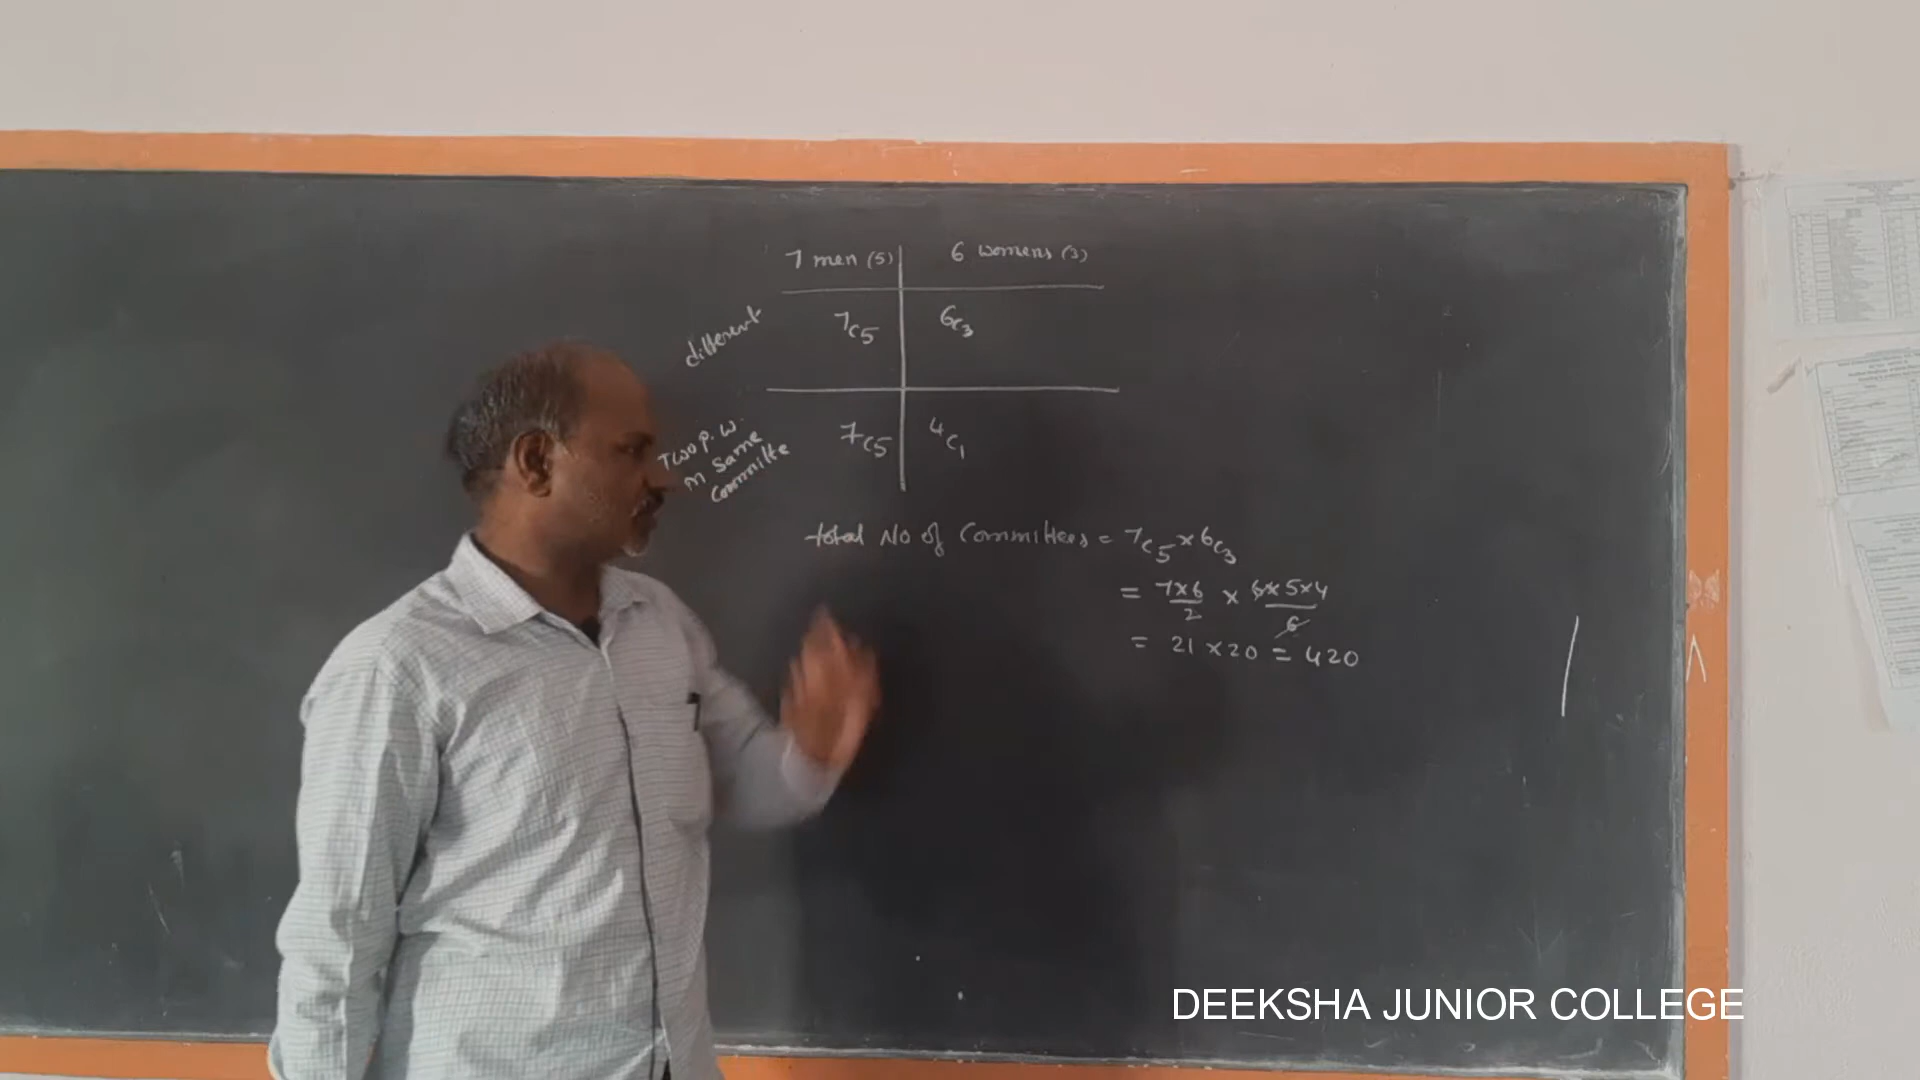 7 men (5) 6 womens (3)
different 7c5 6c3
Two P. W. 7c5 4c1
in same
Committe
total No of Committees = 7c5 × 6c3
= 7×6/2 × 6×5×4/6
= 21 × 20 = 420
DEEKSHA JUNIOR COLLEGE